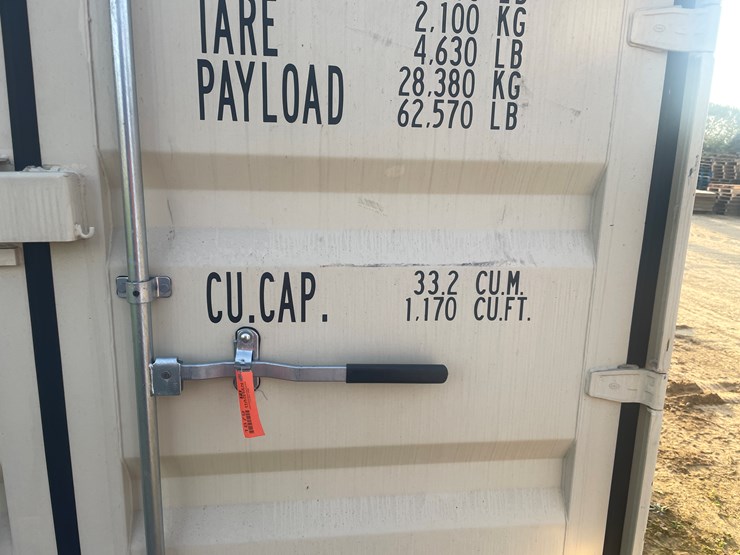 TARE 2,100 KG
4,630 LB
PAYLOAD 28,380 KG
62,570 LB
CU.CAP. 33.2 CU.M.
1,170 CU.FT.